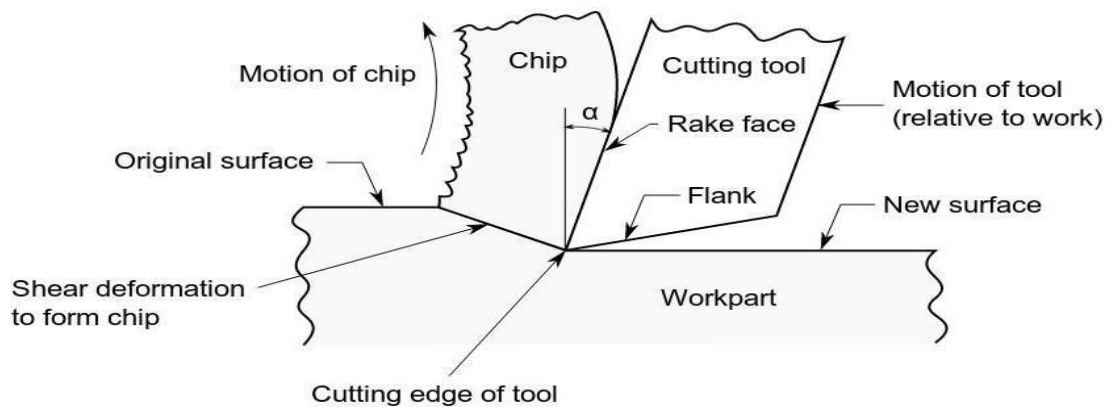 Motion of chip
Chip
Cutting tool
α
Rake face
Motion of tool
(relative to work)
Original surface
Flank
New surface
Shear deformation
to form chip
Workpart
Cutting edge of tool